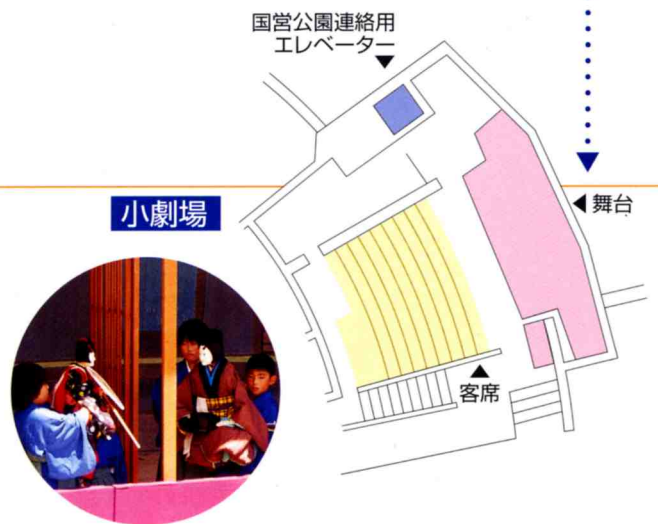 国営公園連絡用
エレベーター
小劇場
舞台
客席